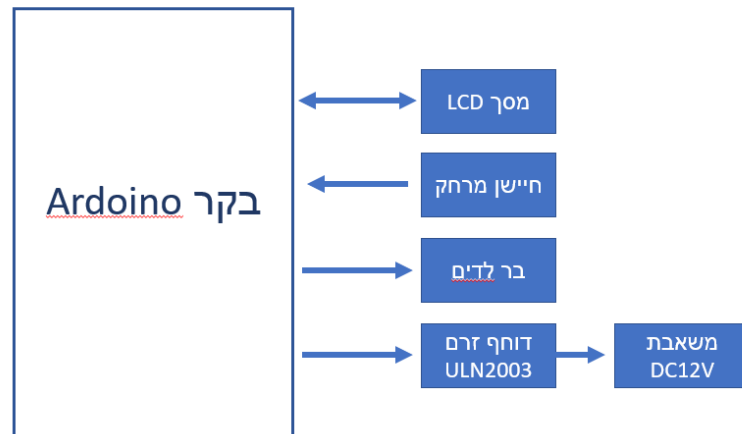 בקר Ardoino
מסך LCD
חיישן מרחק
בר לדים
דוחף זרם
ULN2003
משאבת
DC12V